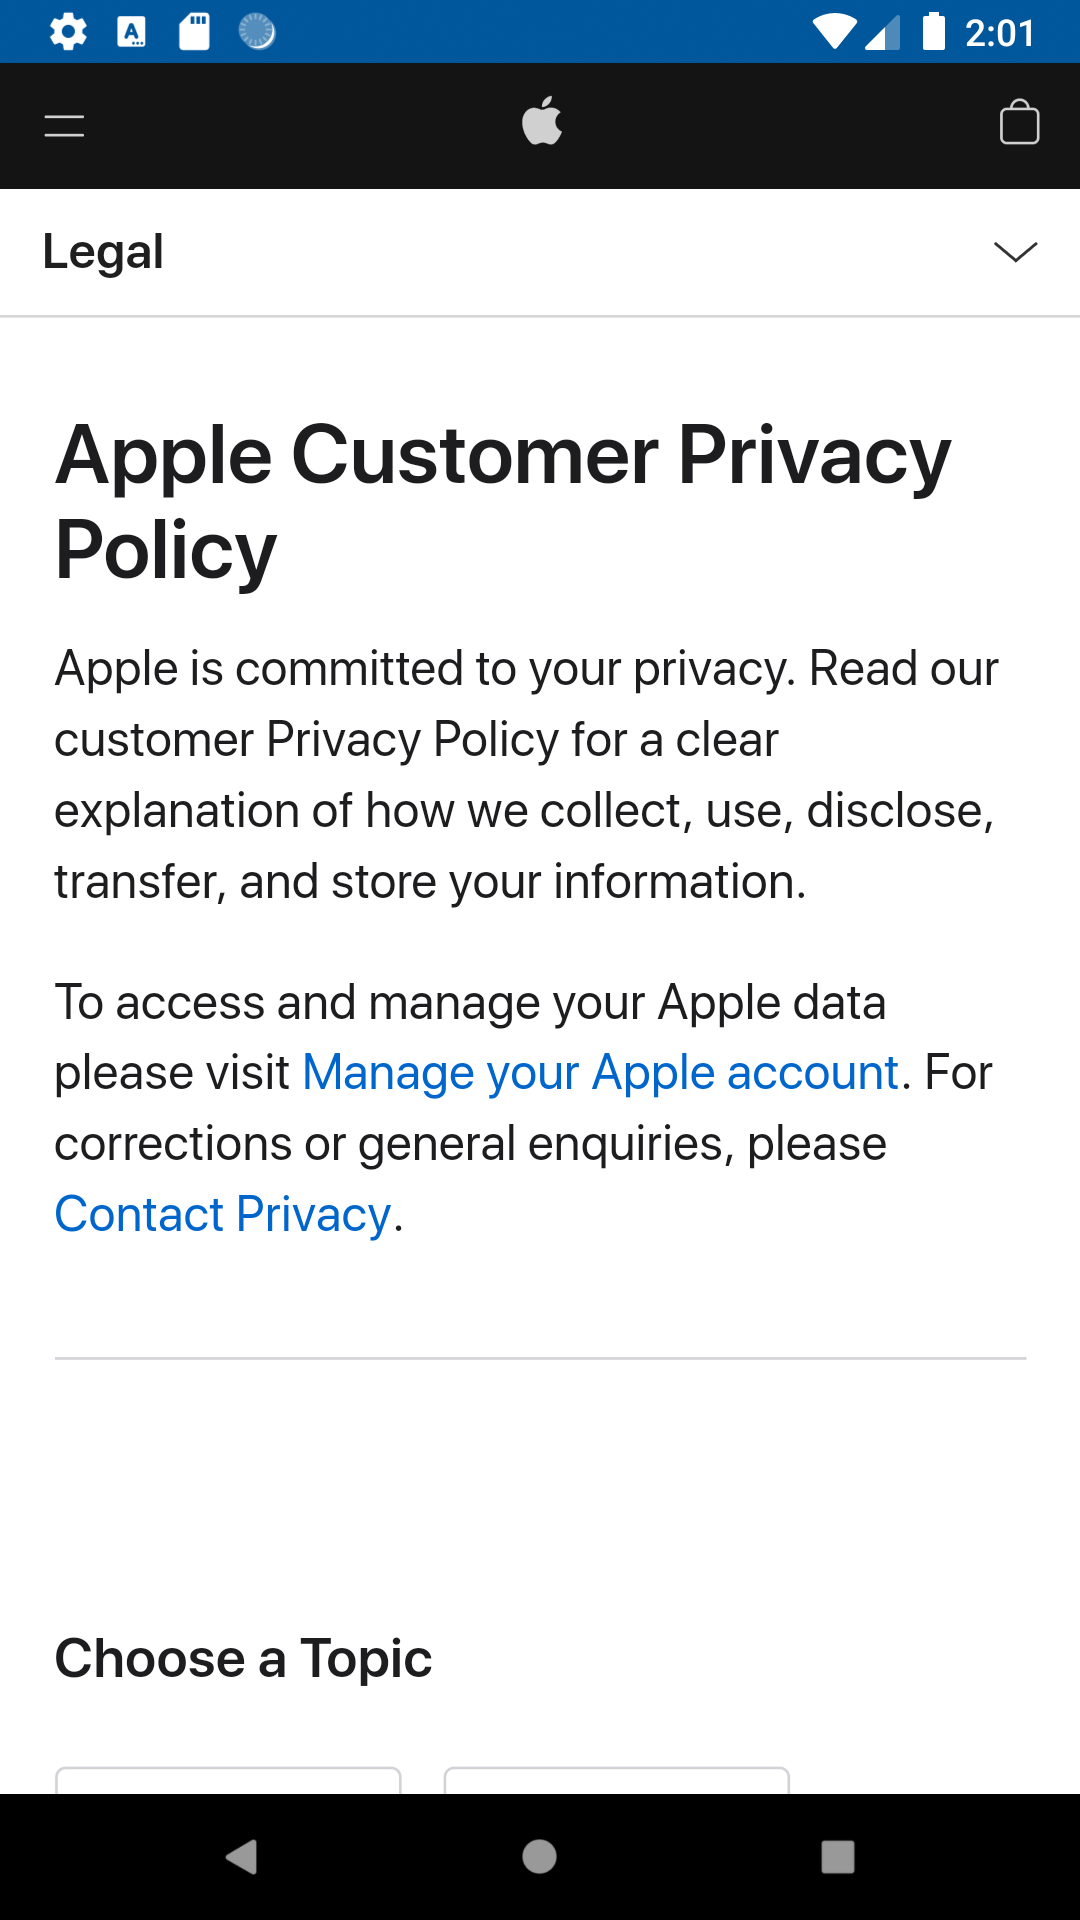 2:01
Legal
Apple Customer Privacy
Policy
Apple is committed to your privacy. Read our
customer Privacy Policy for a clear
explanation of how we collect, use, disclose,
transfer, and store your information.
To access and manage your Apple data
please visit Manage your Apple account. For
corrections or general enquiries, please
Contact Privacy.
Choose a Topic